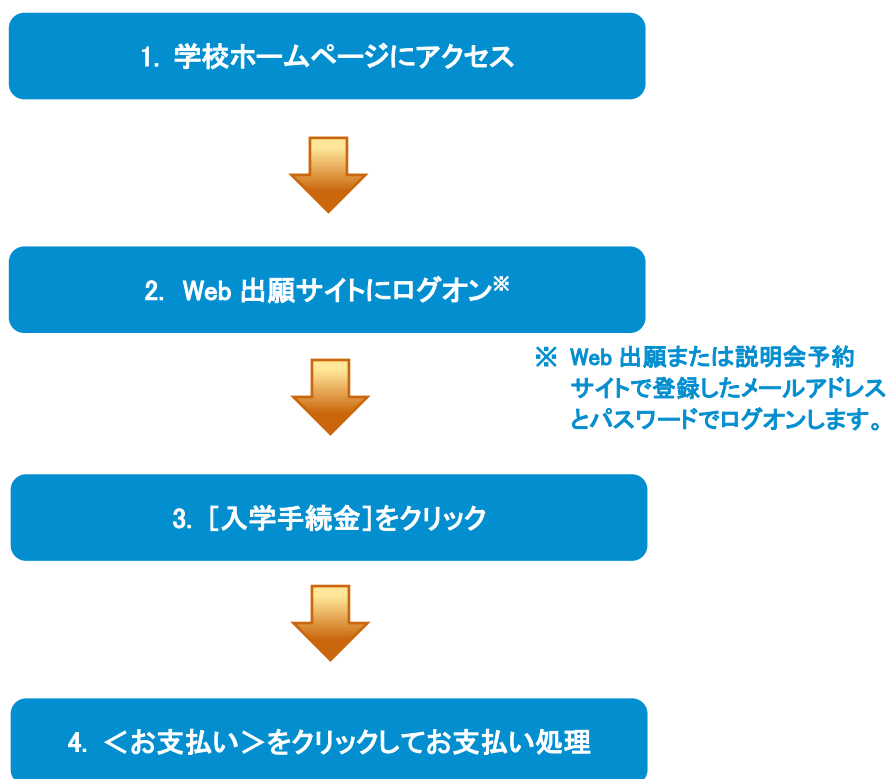 1. 学校ホームページにアクセス
2. Web 出願サイトにログオン※
※ Web 出願または説明会予約
サイトで登録したメールアドレス
とパスワードでログオンします。
3. [入学手続金]をクリック
4. ＜お支払い＞をクリックしてお支払い処理